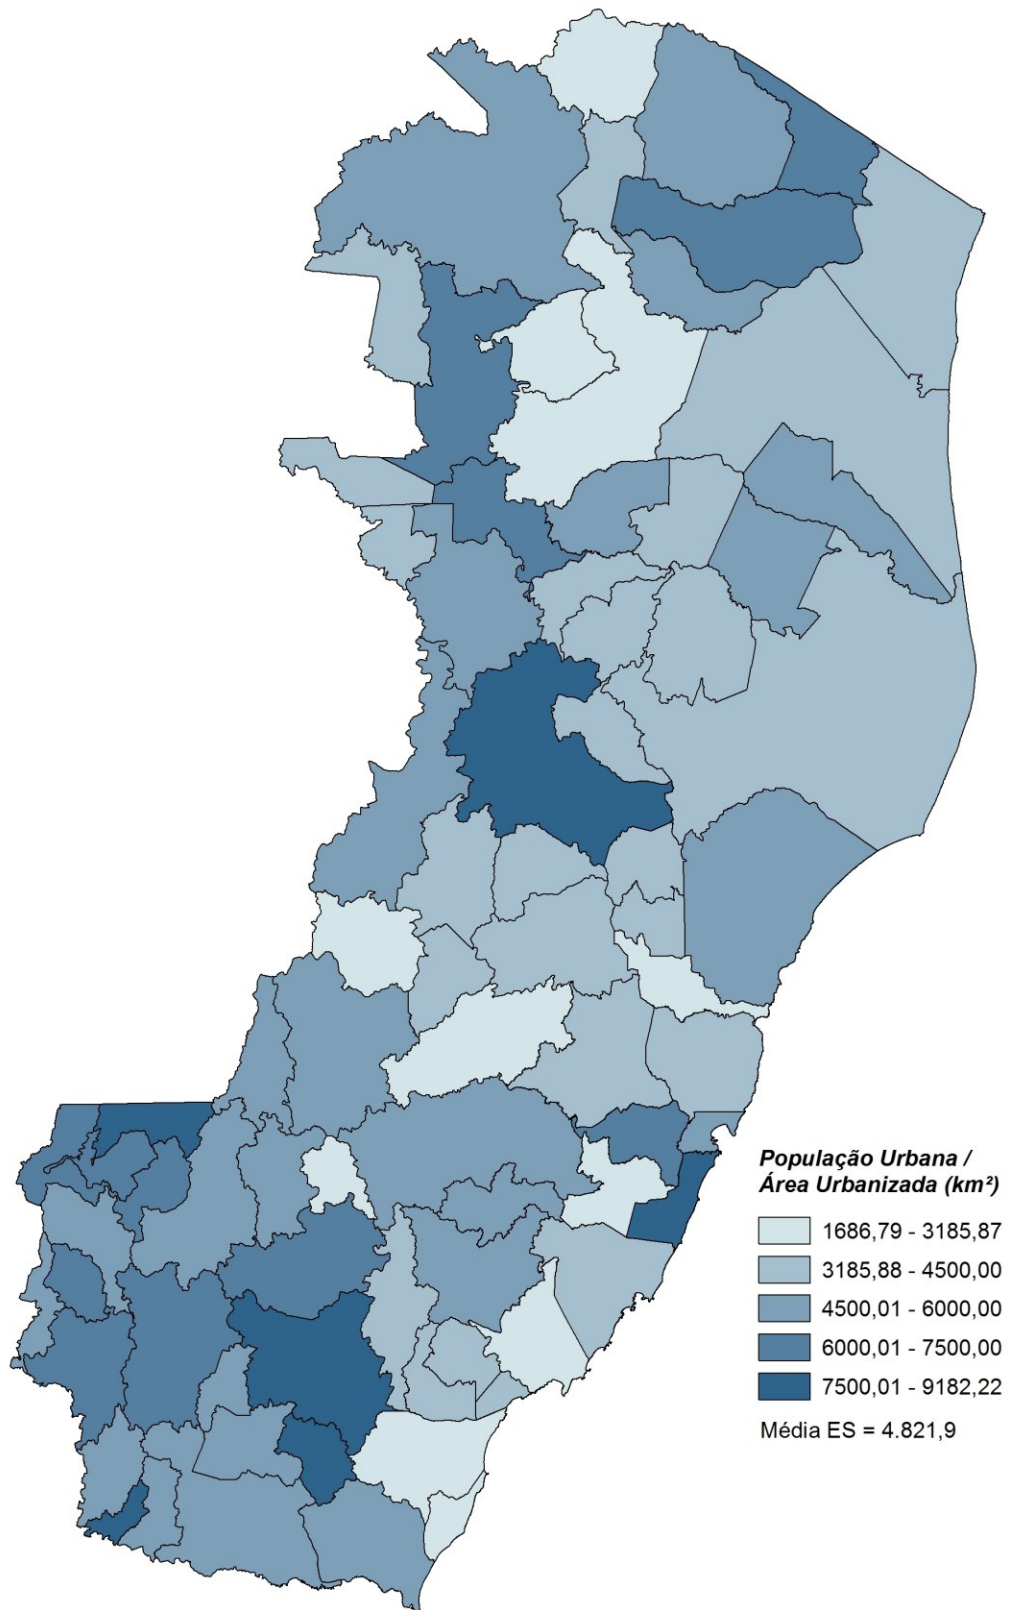 População Urbana /
Área Urbanizada (km²)
1686,79 - 3185,87
3185,88 - 4500,00
4500,01 - 6000,00
6000,01 - 7500,00
7500,01 - 9182,22
Média ES = 4.821,9